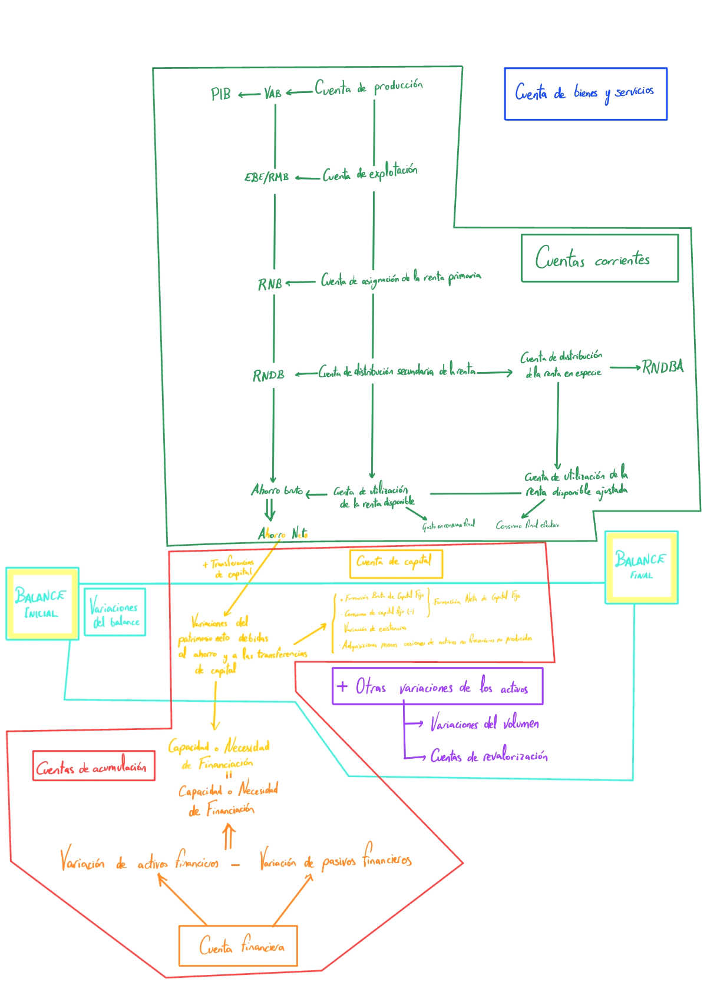 PIB
VAB
Cuenta de producción
Cuenta de bienes y servicios
EBE/RMB
Cuenta de explotación
Cuentas corrientes
RNB
Cuenta de asignación de la renta primaria
RNDB
Cuenta de distribución secundaria de la renta
Cuenta de distribución
de la renta en especie
RNDBA
Ahorro bruto
Cuenta de utilización
de la renta disponible
Cuenta de utilización de la
renta disponible ajustada
Gasto en consumo final
Consumo final efectivo
Ahorro Neto
+ Transferencias
de capital
Cuenta de capital
BALANCE
FINAL
BALANCE
INICIAL
Variaciones
del balance
• Formación Bruta de Capital Fijo
· Consumo de capital fijo (-)
Formación Neta de Capital Fijo
· Variación de existencias
· Adquisiciones menos cesiones de activos no financieros no producidos
Variaciones del
patrimonio neto debidas
al ahorro y a las transferencias
de capital
+ Otras variaciones de los activos
Variaciones del volumen
Cuentas de revalorización
Cuentas de acumulación
Capacidad o Necesidad
de Financiación
=
Capacidad o Necesidad
de Financiación
Variación de activos financieros - Variación de pasivos financieros
Cuenta financiera